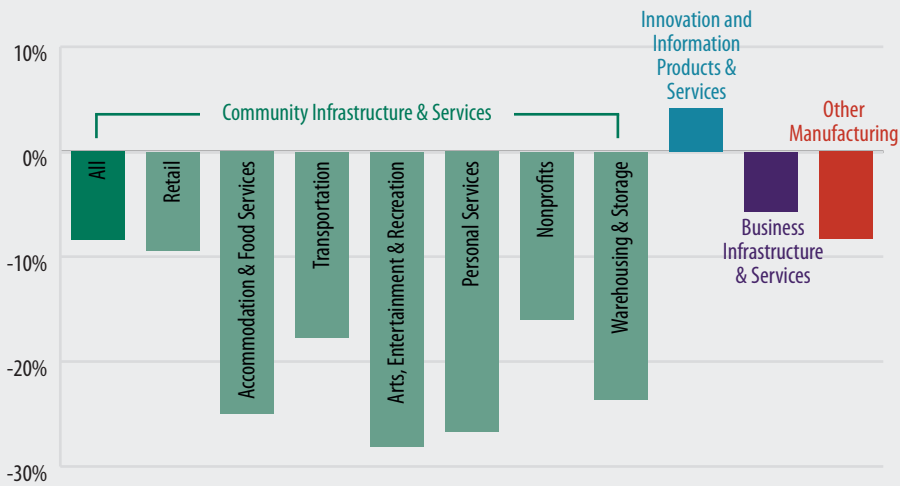 Innovation and
Information
Products &
Services
10%
Community Infrastructure & Services
Other
Manufacturing
0%
All
Retail
Accommodation & Food Services
Transportation
Arts, Entertainment & Recreation
Personal Services
Nonprofits
Warehousing & Storage
Business
Infrastructure
& Services
-10%
-20%
-30%